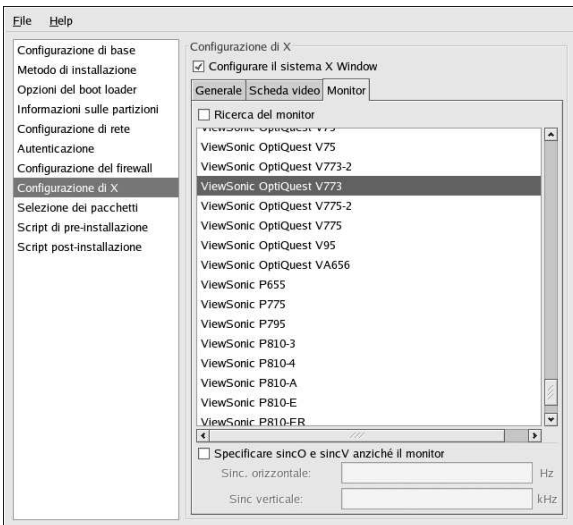 File Help
Configurazione di base
Metodo di installazione
Opzioni del boot loader
Informazioni sulle partizioni
Configurazione di rete
Autenticazione
Configurazione del firewall
Configurazione di X
Selezione dei pacchetti
Script di pre-installazione
Script post-installazione
Configurazione di X
Configurare il sistema X Window
Generale Scheda video Monitor
Ricerca del monitor
ViewSonic OptiQuest V73
ViewSonic OptiQuest V75
ViewSonic OptiQuest V773-2
ViewSonic OptiQuest V773
ViewSonic OptiQuest V775-2
ViewSonic OptiQuest V775
ViewSonic OptiQuest V95
ViewSonic OptiQuest VA656
ViewSonic P655
ViewSonic P775
ViewSonic P795
ViewSonic P810-3
ViewSonic P810-4
ViewSonic P810-A
ViewSonic P810-E
ViewSonic P810-ER
Specificare sincO e sincV anziché il monitor
Sinc. orizzontale: Hz
Sinc verticale: kHz